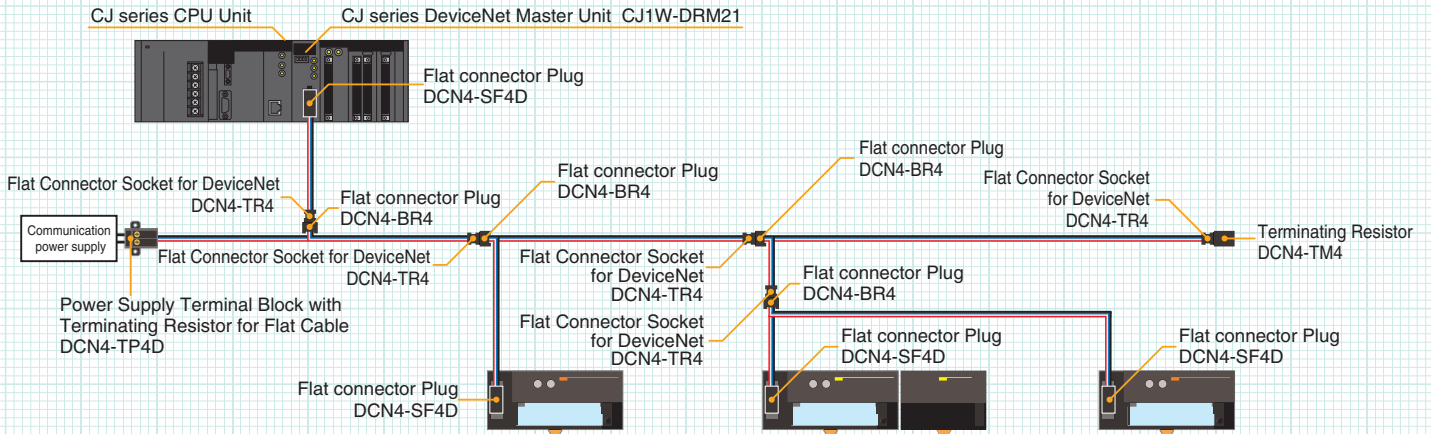 CJ series CPU Unit
CJ series DeviceNet Master Unit CJ1W-DRM21
Flat connector Plug
DCN4-SF4D
Flat Connector Socket for DeviceNet
DCN4-TR4
Flat connector Plug
DCN4-BR4
Flat connector Plug
DCN4-BR4
Flat connector Plug
DCN4-BR4
Flat Connector Socket
for DeviceNet
DCN4-TR4
Communication
power supply
Flat Connector Socket for DeviceNet
DCN4-TR4
Flat Connector Socket
for DeviceNet
DCN4-TR4
Flat connector Plug
DCN4-BR4
Terminating Resistor
DCN4-TM4
Power Supply Terminal Block with
Terminating Resistor for Flat Cable
DCN4-TP4D
Flat Connector Socket
for DeviceNet
DCN4-TR4
Flat connector Plug
DCN4-SF4D
Flat connector Plug
DCN4-SF4D
Flat connector Plug
DCN4-SF4D